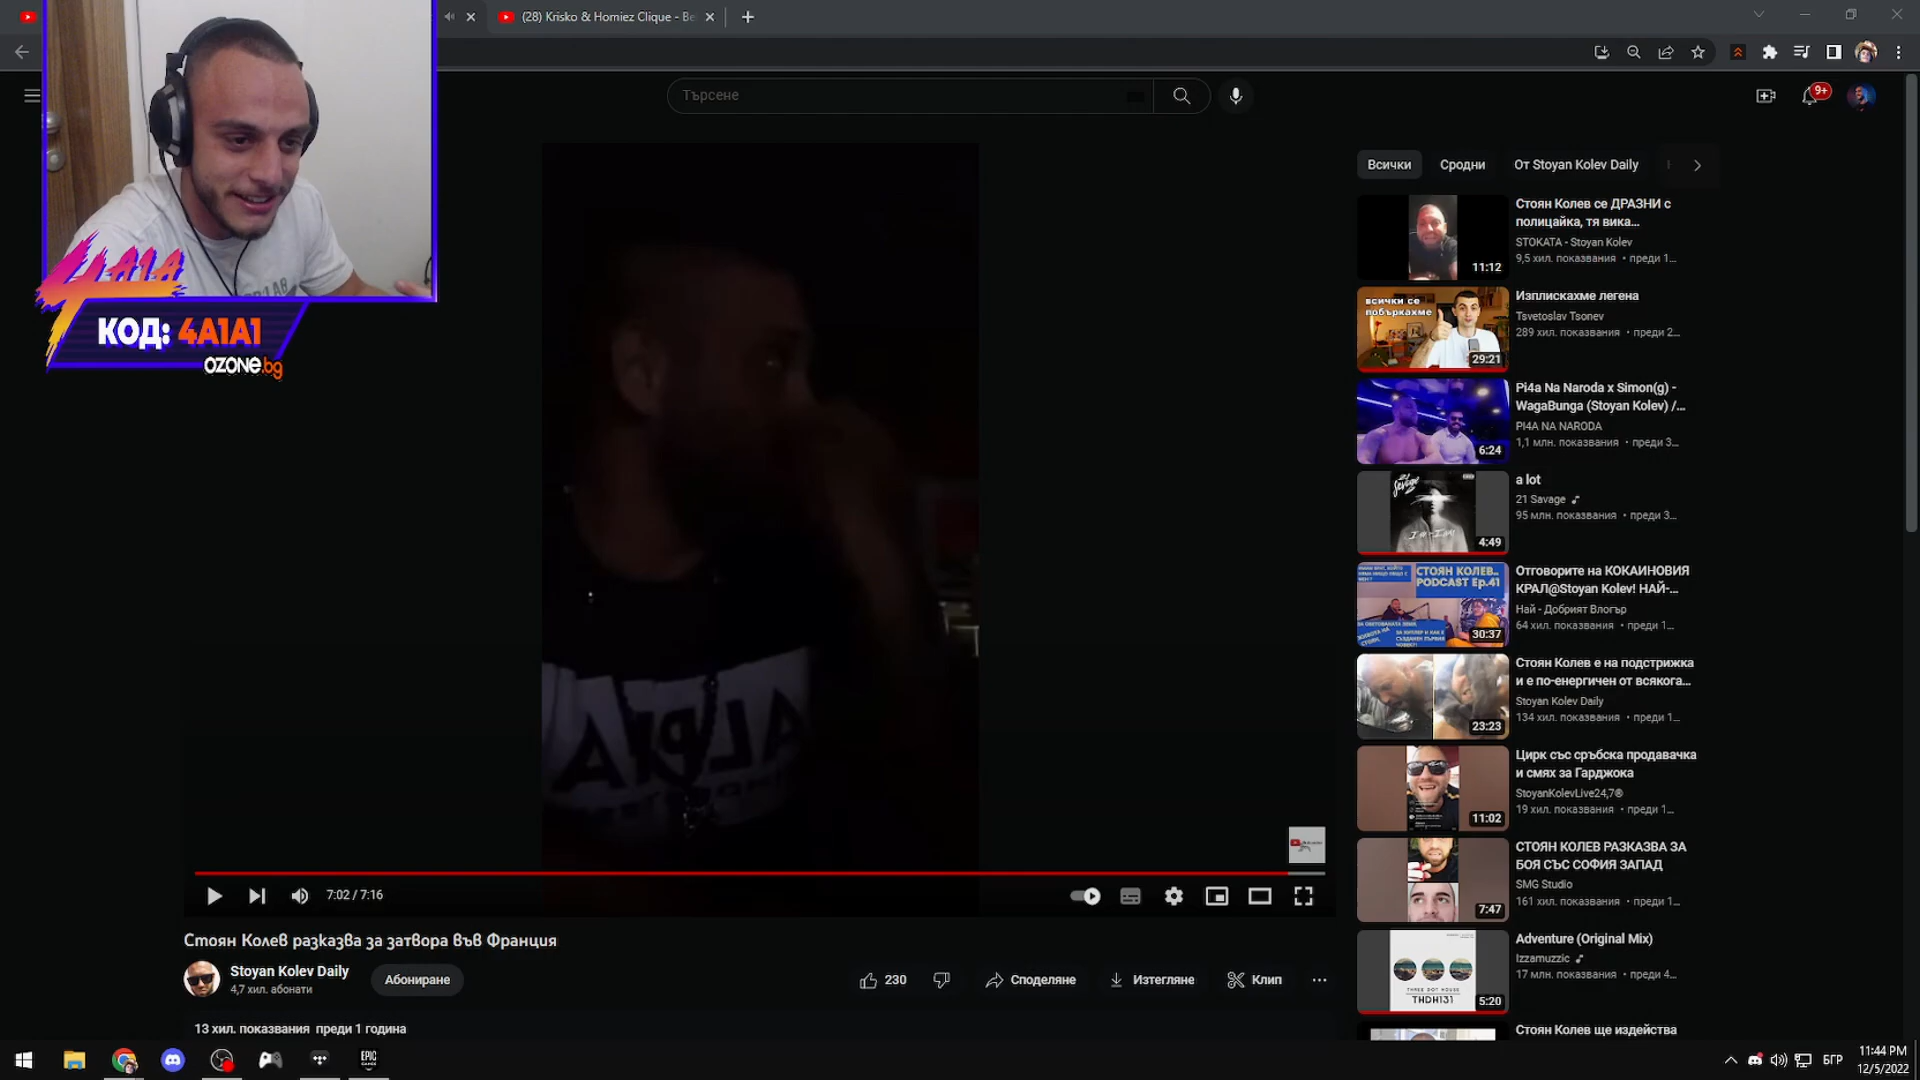 (28) Krisko & Homiez Clique - Be
Търсене
9+
4A1A
КОД: 4A1A1
OZONE.bg
Всички
Сродни
От Stoyan Kolev Daily
Стоян Колев се ДРАЗНИ с
полицайка, тя вика...
STOKATA - Stoyan Kolev
9,5 хил. показвания • преди 1...
11:12
всички се
побъркахме
29:21
Изплискахме легена
Tsvetoslav Tsonev
289 хил. показвания • преди 2...
6:24
Pi4a Na Naroda x Simon(g) -
WagaBunga (Stoyan Kolev) /...
PI4A NA NARODA
1,1 млн. показвания • преди 3...
4:49
a lot
21 Savage
95 млн. показвания • преди 3...
СТОЯН КОЛЕВ..
PODCAST Ep.41
30:37
Отговорите на КОКАИНОВИЯ
КРАЛ@Stoyan Kolev! НАЙ-...
Най - Добрият Влогър
64 хил. показвания • преди 1...
23:23
Стоян Колев е на подстрижка
и е по-енергичен от всякога...
Stoyan Kolev Daily
134 хил. показвания • преди 1...
11:02
Цирк със сръбска продавачка
и смях за Гарджока
StoyanKolevLive24,7®
19 хил. показвания • преди 1...
7:47
СТОЯН КОЛЕВ РАЗКАЗВА ЗА
БОЯ СЪС СОФИЯ ЗАПАД
SMG Studio
161 хил. показвания • преди 1...
THREE DOT HOUSE
THDH131
5:20
Adventure (Original Mix)
Izzamuzzic
17 млн. показвания • преди 4...
Стоян Колев ще издейства
ALPHA
7:02 / 7:16
Стоян Колев разказва за затвора във Франция
Stoyan Kolev Daily
4,7 хил. абонати
Абониране
230
Споделяне
Изтегляне
Клип
13 хил. показвания преди 1 година
EPIC
GAMES
БГР
11:44 PM
12/5/2022